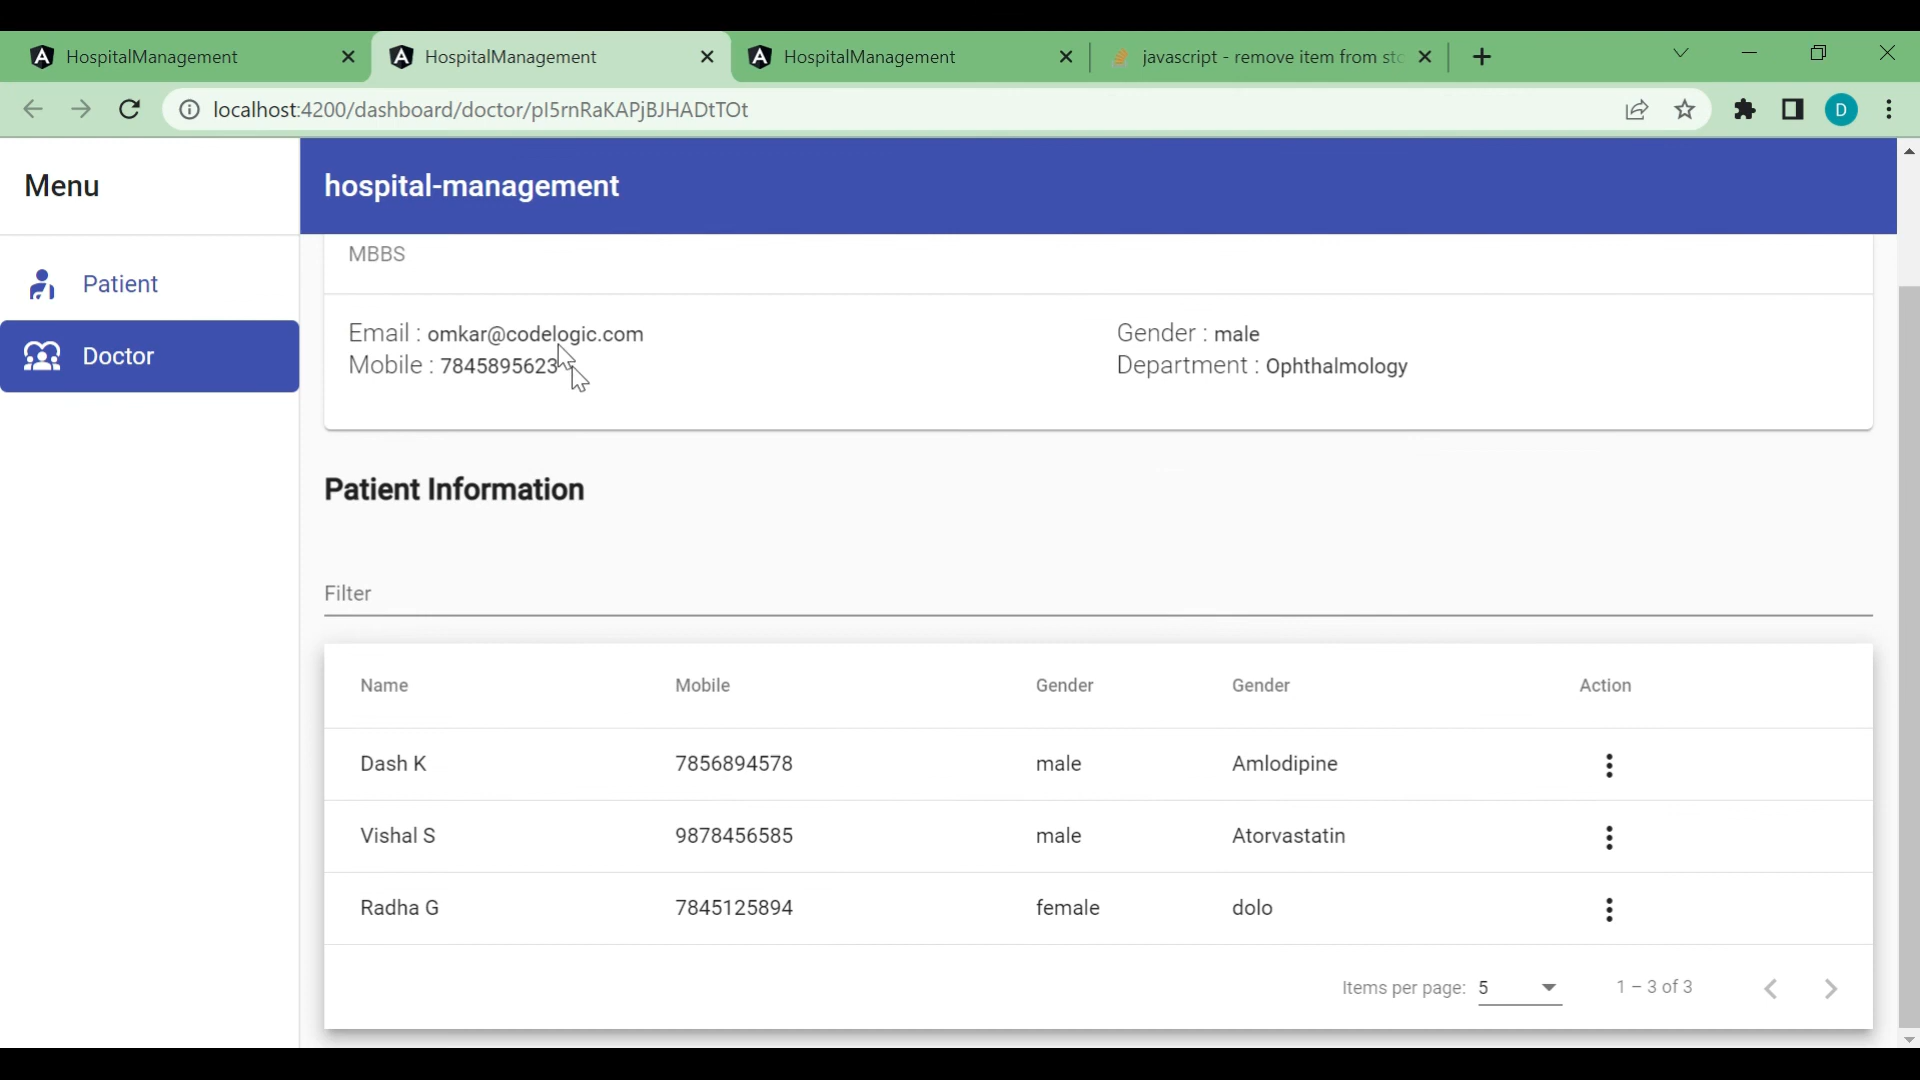 HospitalManagement
HospitalManagement
HospitalManagement
javascript - remove item from sto
localhost:4200/dashboard/doctor/pI5rnRaKAPjBJHADtTOt
D
Menu
hospital-management
Patient
Doctor
MBBS
Email : omkar@codelogic.com
Gender : male
Mobile : 7845895623
Department : Ophthalmology
Patient Information
Filter
Name Mobile Gender Gender Action
Dash K 7856894578 male Amlodipine
Vishal S 9878456585 male Atorvastatin
Radha G 7845125894 female dolo
Items per page: 5 1 – 3 of 3